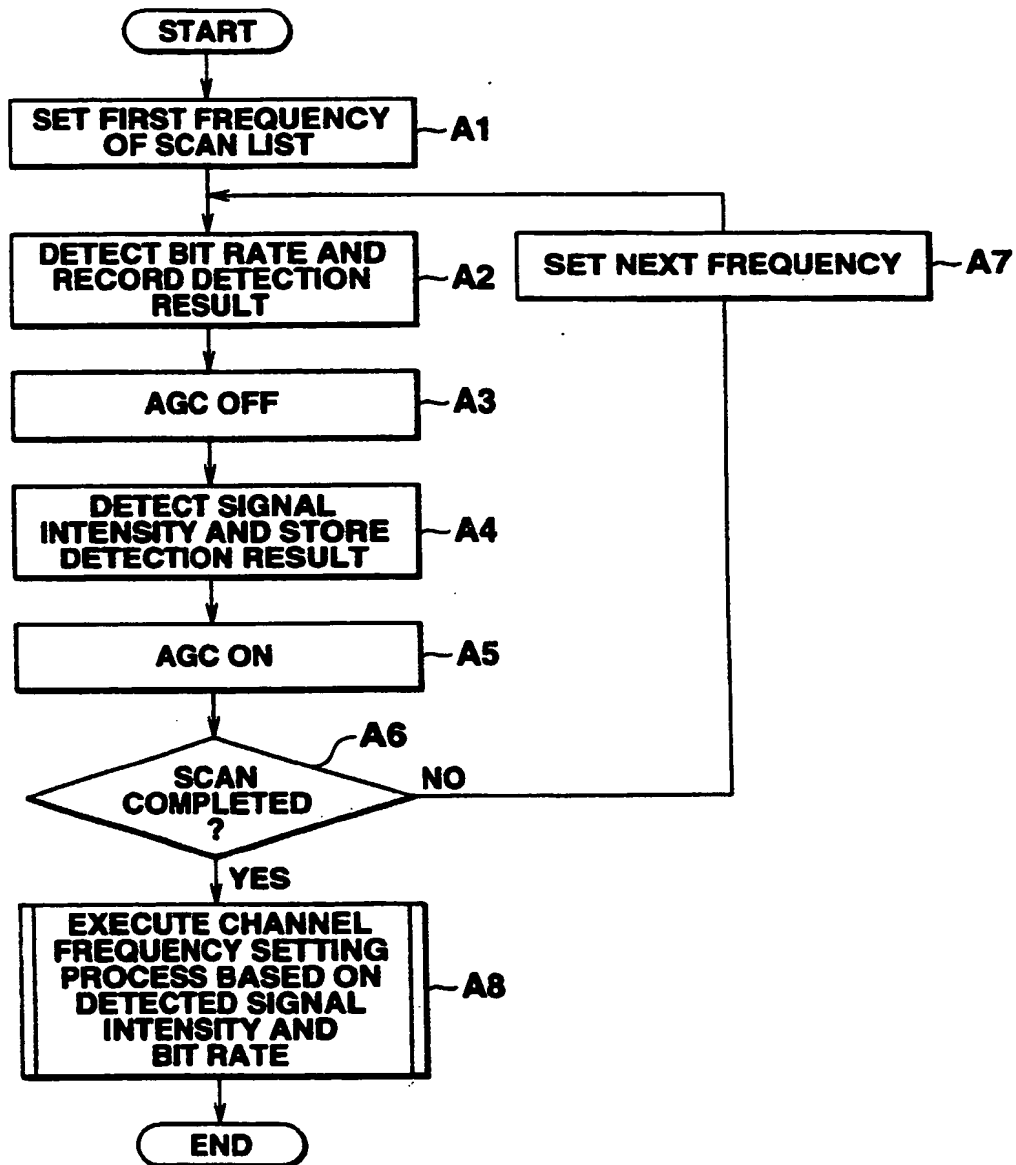 START
SET FIRST FREQUENCY
OF SCAN LIST
A1
DETECT BIT RATE AND
RECORD DETECTION
RESULT
A2
SET NEXT FREQUENCY
A7
AGC OFF
A3
DETECT SIGNAL
INTENSITY AND STORE
DETECTION RESULT
A4
AGC ON
A5
A6
SCAN
COMPLETED
?
NO
YES
EXECUTE CHANNEL
FREQUENCY SETTING
PROCESS BASED ON
DETECTED SIGNAL
INTENSITY AND
BIT RATE
A8
END